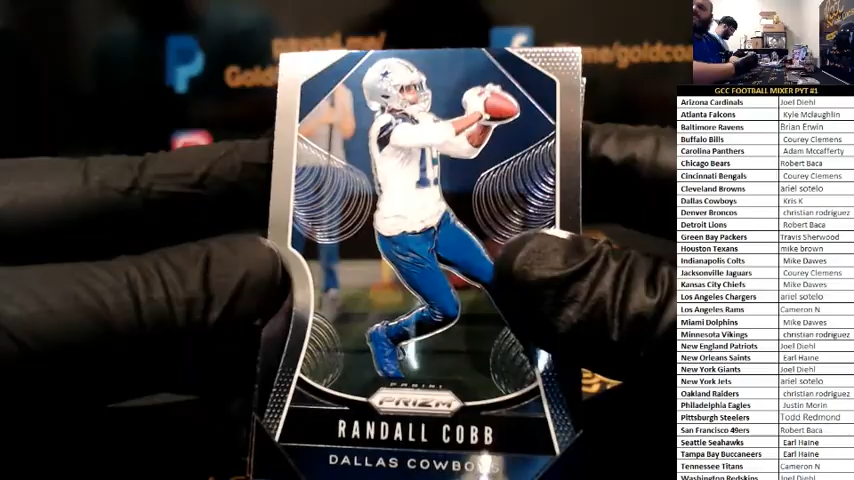 paypal.me/
Gold
me/goldco
PANINI
PRIZM
RANDALL COBB
DALLAS COWBOYS
GCC FOOTBALL MIXER PYT #1
Arizona Cardinals Joel Diehl
Atlanta Falcons Kyle Mclaughlin
Baltimore Ravens Brian Erwin
Buffalo Bills Courey Clemens
Carolina Panthers Adam Mccafferty
Chicago Bears Robert Baca
Cincinnati Bengals Courey Clemens
Cleveland Browns ariel sotelo
Dallas Cowboys Kris K
Denver Broncos christian rodriguez
Detroit Lions Robert Baca
Green Bay Packers Travis Sherwood
Houston Texans mike brown
Indianapolis Colts Mike Dawes
Jacksonville Jaguars Courey Clemens
Kansas City Chiefs Mike Dawes
Los Angeles Chargers ariel sotelo
Los Angeles Rams Cameron N
Miami Dolphins Mike Dawes
Minnesota Vikings christian rodriguez
New England Patriots Joel Diehl
New Orleans Saints Earl Haine
New York Giants Joel Diehl
New York Jets ariel sotelo
Oakland Raiders christian rodriguez
Philadelphia Eagles Justin Morin
Pittsburgh Steelers Todd Redmond
San Francisco 49ers Robert Baca
Seattle Seahawks Earl Haine
Tampa Bay Buccaneers Earl Haine
Tennessee Titans Cameron N
Washington Redskins Joel Diehl